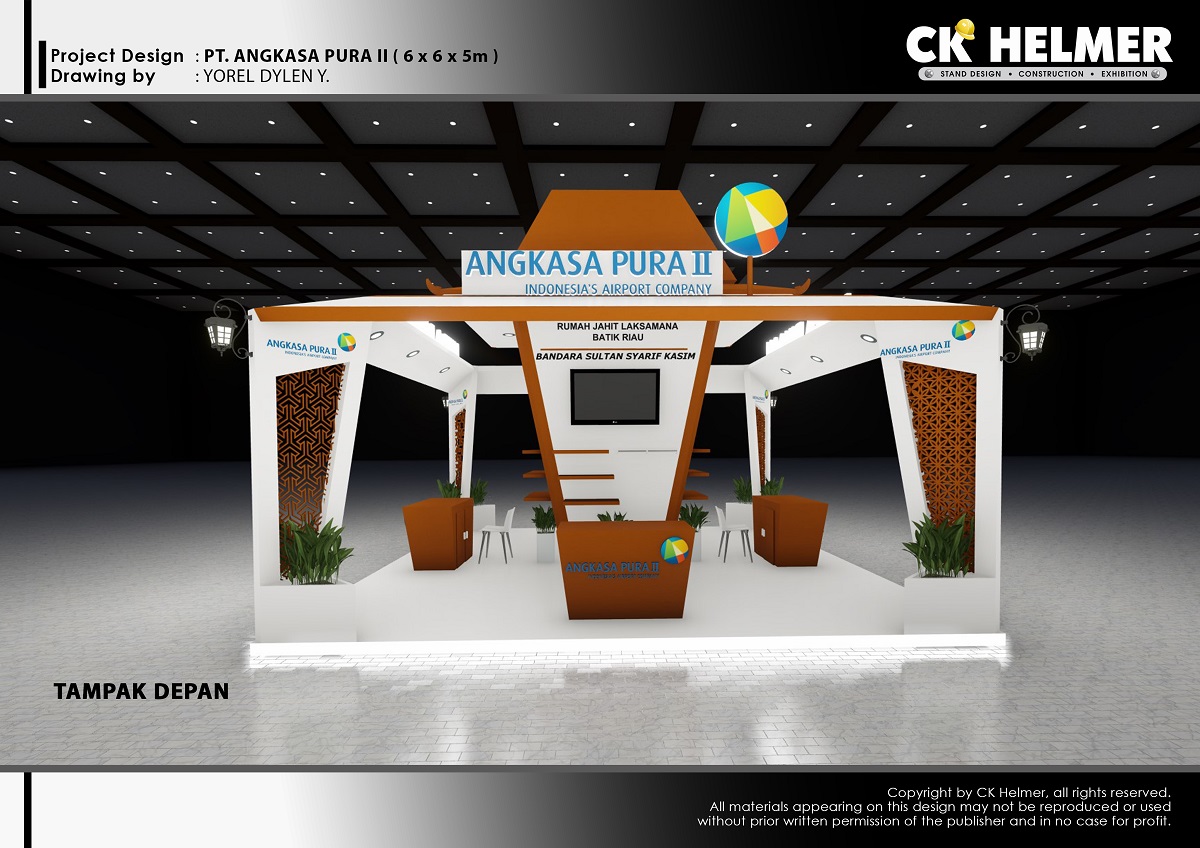 Project Design : PT. ANGKASA PURA II ( 6 x 6 x 5m )
Drawing by : YOREL DYLEN Y.
CK HELMER
STAND DESIGN • CONSTRUCTION • EXHIBITION
ANGKASA PURA II
INDONESIA'S AIRPORT COMPANY
RUMAH JAHIT LAKSAMANA
BATIK RIAU
BANDARA SULTAN SYARIF KASIM
ANGKASA PURA II
INDONESIA'S AIRPORT COMPANY
ANGKASA PURA II
INDONESIA'S AIRPORT COMPANY
ANGKASA PURA II
TAMPAK DEPAN
Copyright by CK Helmer, all rights reserved.
All materials appearing on this design may not be reproduced or used
without prior written permission of the publisher and in no case for profit.